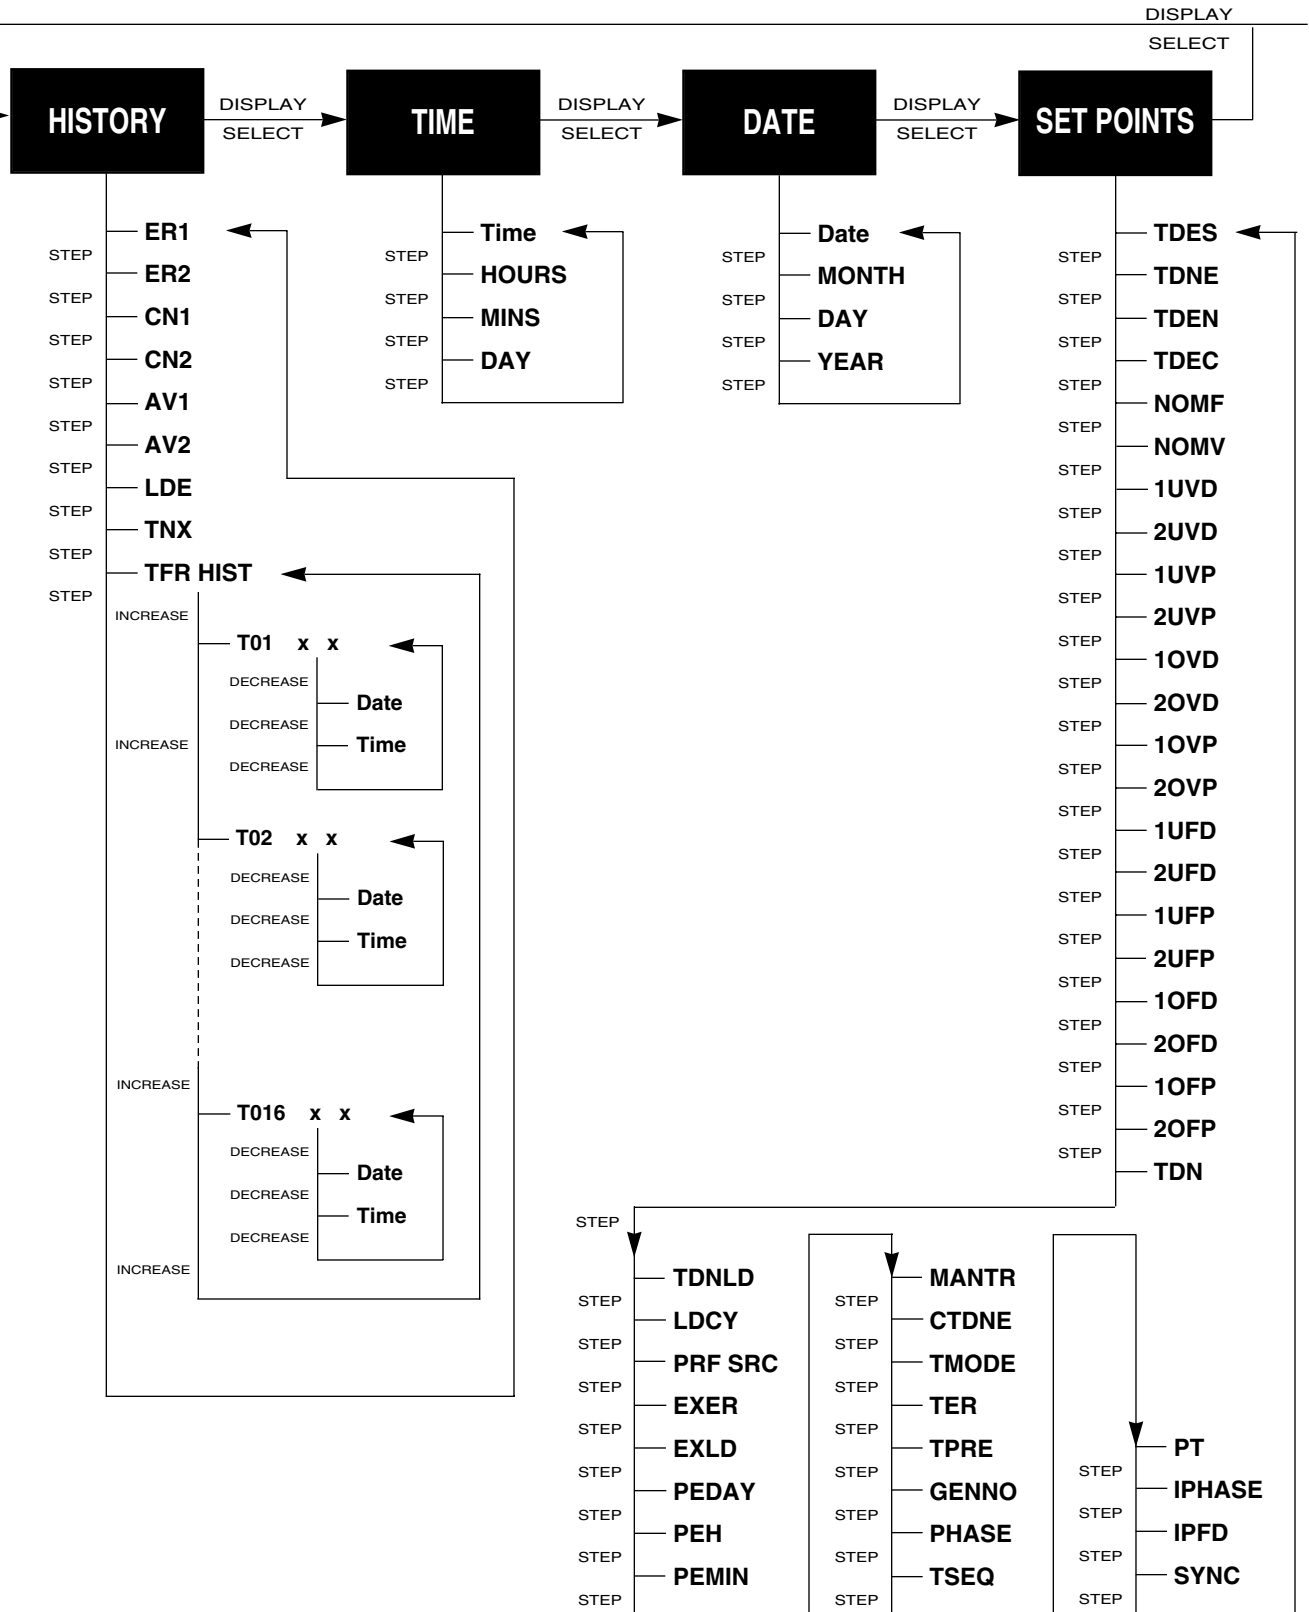 DISPLAY
SELECT
HISTORY
DISPLAY
SELECT
TIME
DISPLAY
SELECT
DATE
DISPLAY
SELECT
SET POINTS
ER1
STEP
ER2
STEP
CN1
STEP
CN2
STEP
AV1
STEP
AV2
STEP
LDE
STEP
TNX
STEP
TFR HIST
STEP
INCREASE
T01 x x
DECREASE
Date
DECREASE
Time
DECREASE
INCREASE
T02 x x
DECREASE
Date
DECREASE
Time
DECREASE
INCREASE
T016 x x
DECREASE
Date
DECREASE
Time
DECREASE
INCREASE
Time
STEP
HOURS
STEP
MINS
STEP
DAY
STEP
Date
STEP
MONTH
STEP
DAY
STEP
YEAR
STEP
TDES
STEP
TDNE
STEP
TDEN
STEP
TDEC
STEP
NOMF
STEP
NOMV
STEP
1UVD
STEP
2UVD
STEP
1UVP
STEP
2UVP
STEP
1OVD
STEP
2OVD
STEP
1OVP
STEP
2OVP
STEP
1UFD
STEP
2UFD
STEP
1UFP
STEP
2UFP
STEP
1OFD
STEP
2OFD
STEP
1OFP
STEP
2OFP
STEP
TDN
STEP
TDNLD
STEP
LDCY
STEP
PRF SRC
STEP
EXER
STEP
EXLD
STEP
PEDAY
STEP
PEH
STEP
PEMIN
STEP
MANTR
STEP
CTDNE
STEP
TMODE
STEP
TER
STEP
TPRE
STEP
GENNO
STEP
PHASE
STEP
TSEQ
STEP
PT
STEP
IPHASE
STEP
IPFD
STEP
SYNC
STEP